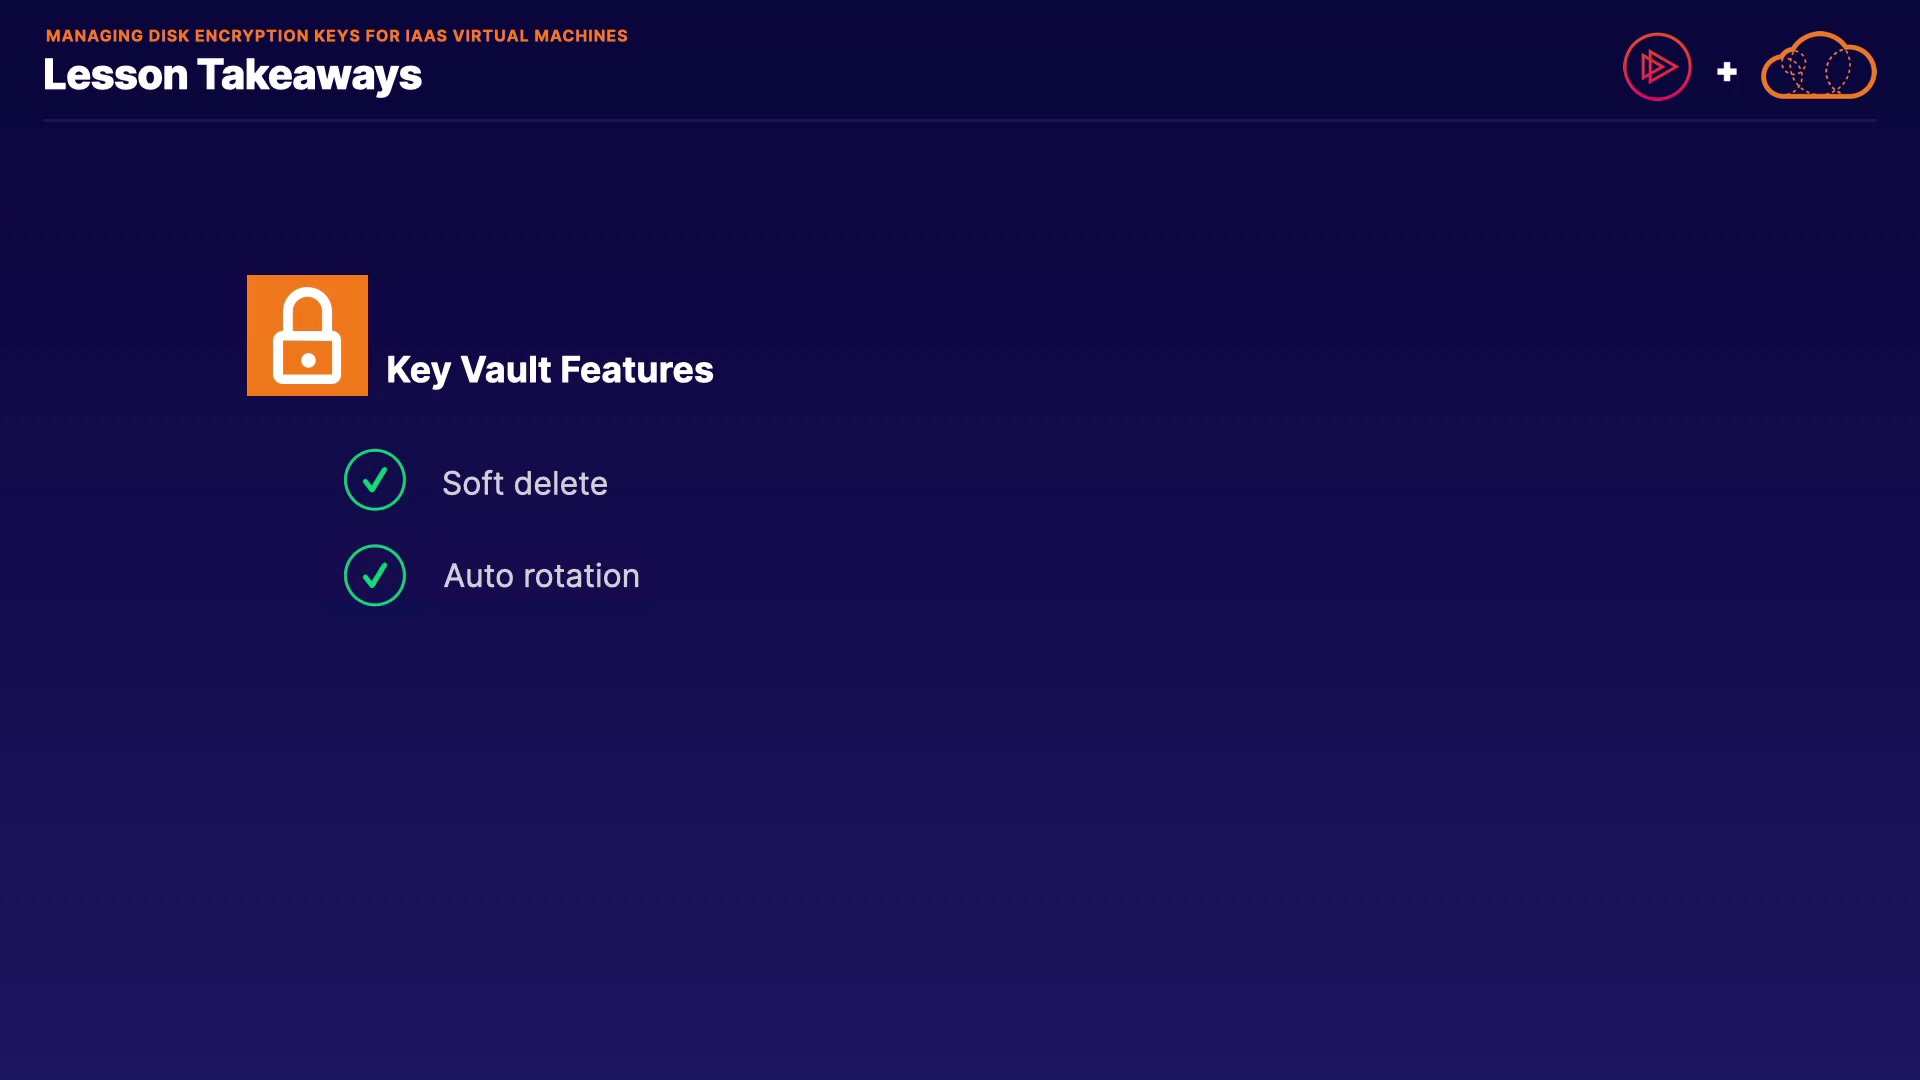 MANAGING DISK ENCRYPTION KEYS FOR IAAS VIRTUAL MACHINES
Lesson Takeaways
Key Vault Features
Soft delete
Auto rotation